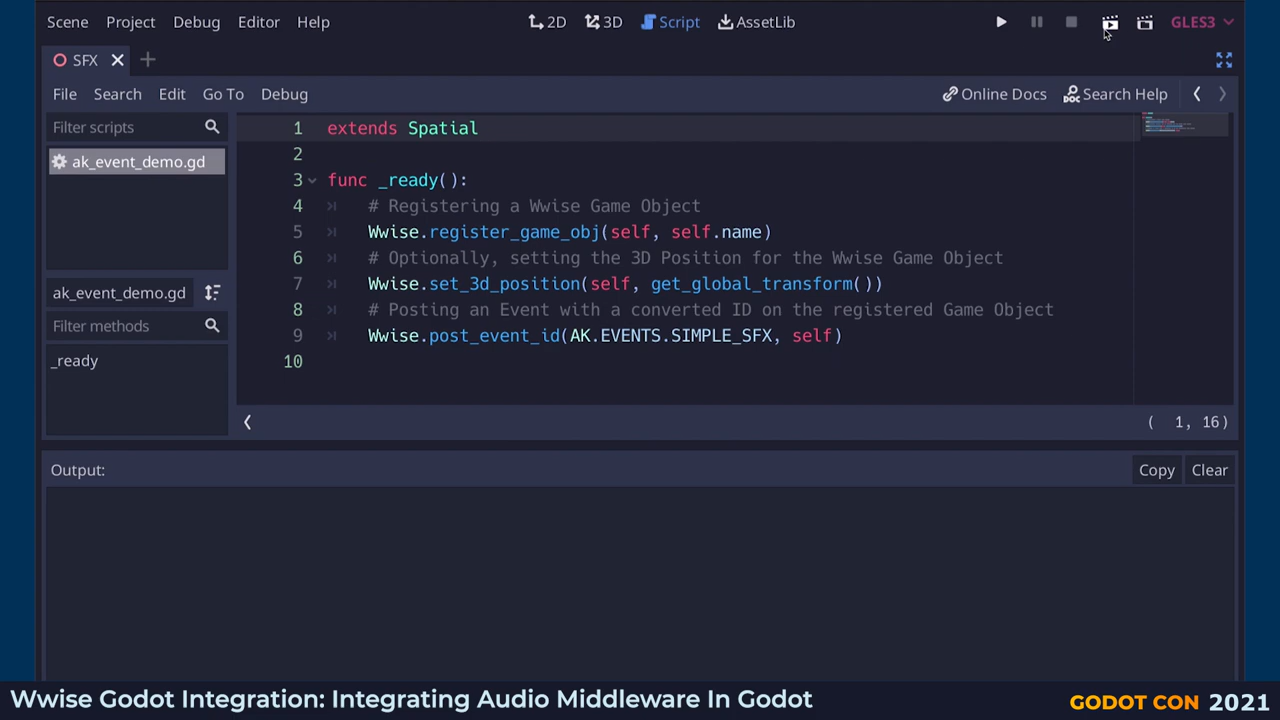 Scene Project Debug Editor Help 2D 3D Script AssetLib GLES3
SFX
File Search Edit Go To Debug Online Docs Search Help
Filter scripts
ak_event_demo.gd
ak_event_demo.gd
Filter methods
_ready
1 extends Spatial
2
3 func _ready():
4 # Registering a Wwise Game Object
5 Wwise.register_game_obj(self, self.name)
6 # Optionally, setting the 3D Position for the Wwise Game Object
7 Wwise.set_3d_position(self, get_global_transform())
8 # Posting an Event with a converted ID on the registered Game Object
9 Wwise.post_event_id(AK.EVENTS.SIMPLE_SFX, self)
10
( 1, 16)
Output: Copy Clear
Wwise Godot Integration: Integrating Audio Middleware In Godot
GODOT CON 2021